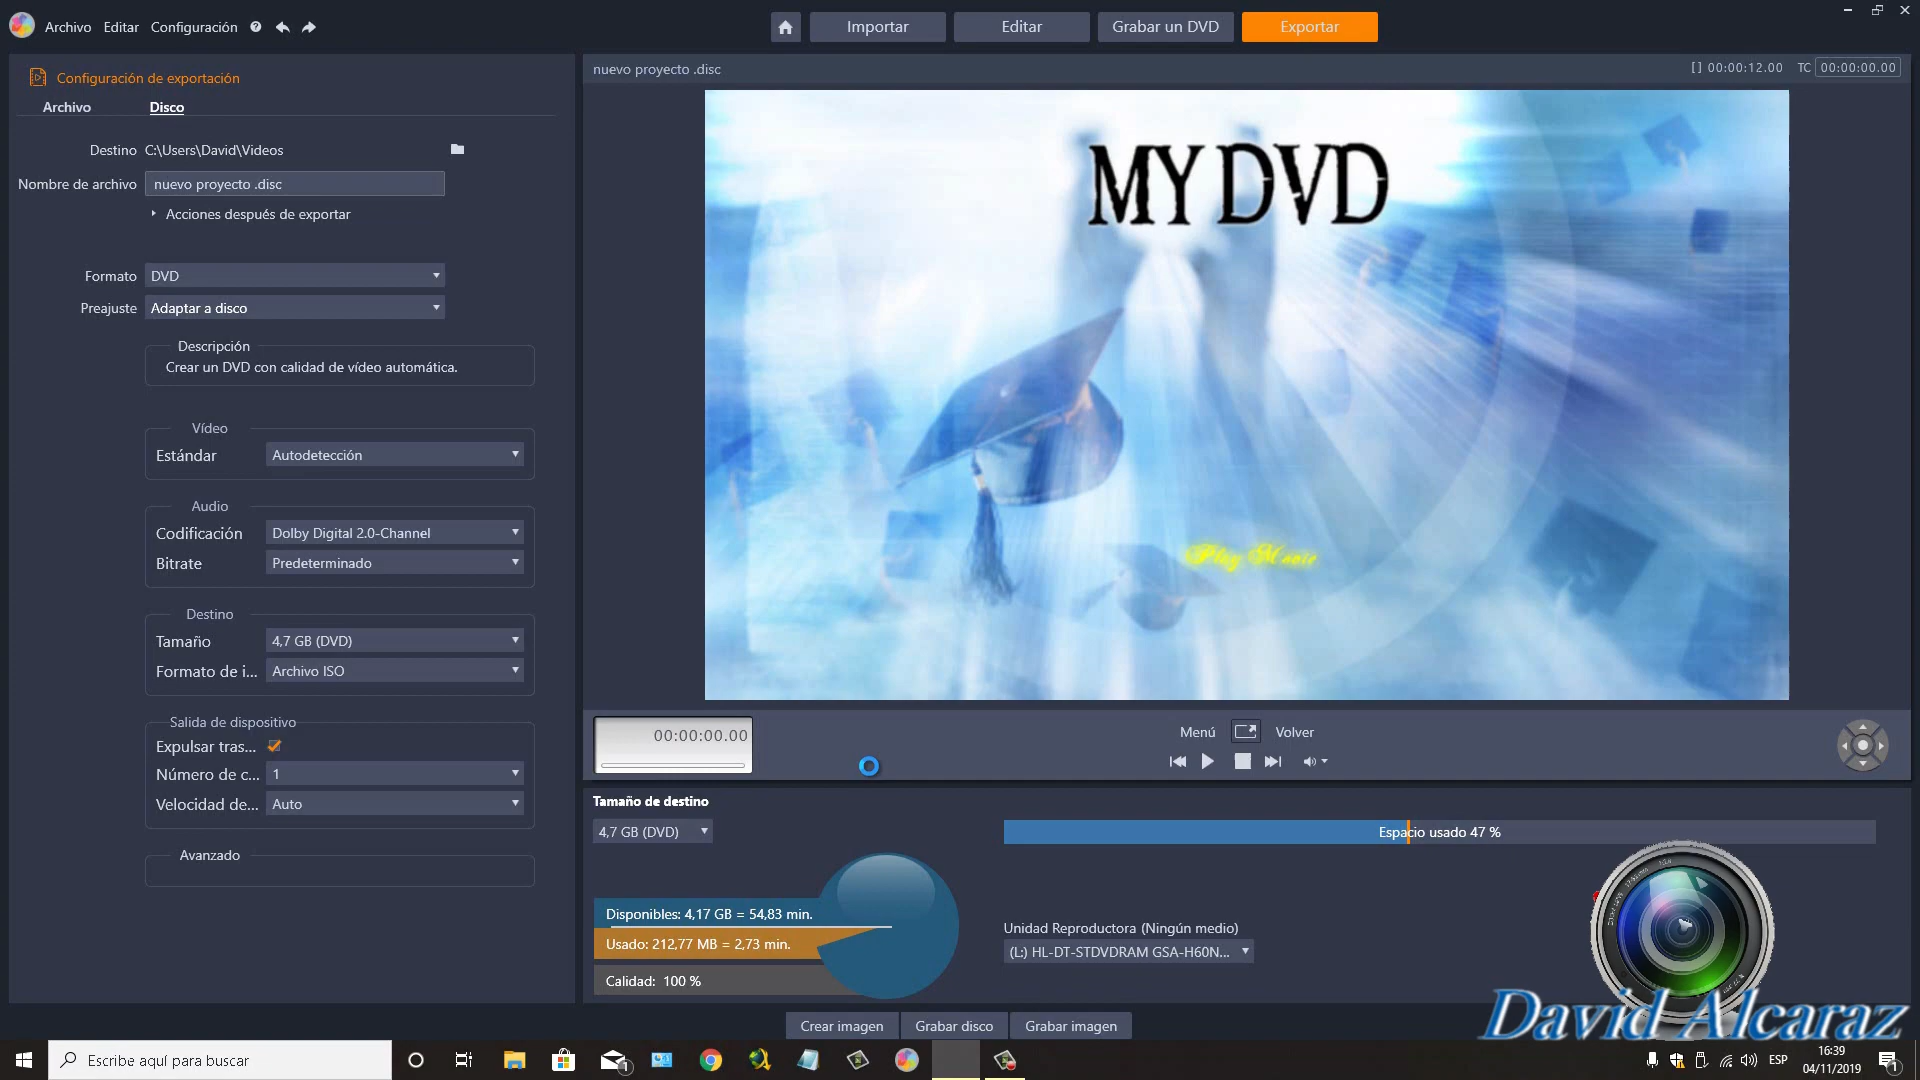 Archivo Editar Configuración
Importar Editar Grabar un DVD Exportar
Configuración de exportación
Archivo Disco
Destino C:\Users\David\Videos
Nombre de archivo nuevo proyecto .disc
Acciones después de exportar
Formato DVD
Preajuste Adaptar a disco
Descripción
Crear un DVD con calidad de vídeo automática.
Vídeo
Estándar Autodetección
Audio
Codificación Dolby Digital 2.0-Channel
Bitrate Predeterminado
Destino
Tamaño 4,7 GB (DVD)
Formato de i... Archivo ISO
Salida de dispositivo
Expulsar tras...
Número de c... 1
Velocidad de... Auto
Avanzado
nuevo proyecto .disc
[] 00:00:12.00 TC 00:00:00.00
MY DVD
Play Movie
00:00:00.00
Menú Volver
Tamaño de destino
4,7 GB (DVD)
Espacio usado 47 %
Disponibles: 4,17 GB = 54,83 min.
Usado: 212,77 MB = 2,73 min.
Calidad: 100 %
Unidad Reproductora (Ningún medio)
(L:) HL-DT-STDVDRAM GSA-H60N...
David Alcaraz
Crear imagen Grabar disco Grabar imagen
Escribe aquí para buscar
1
ESP
16:39
04/11/2019
1